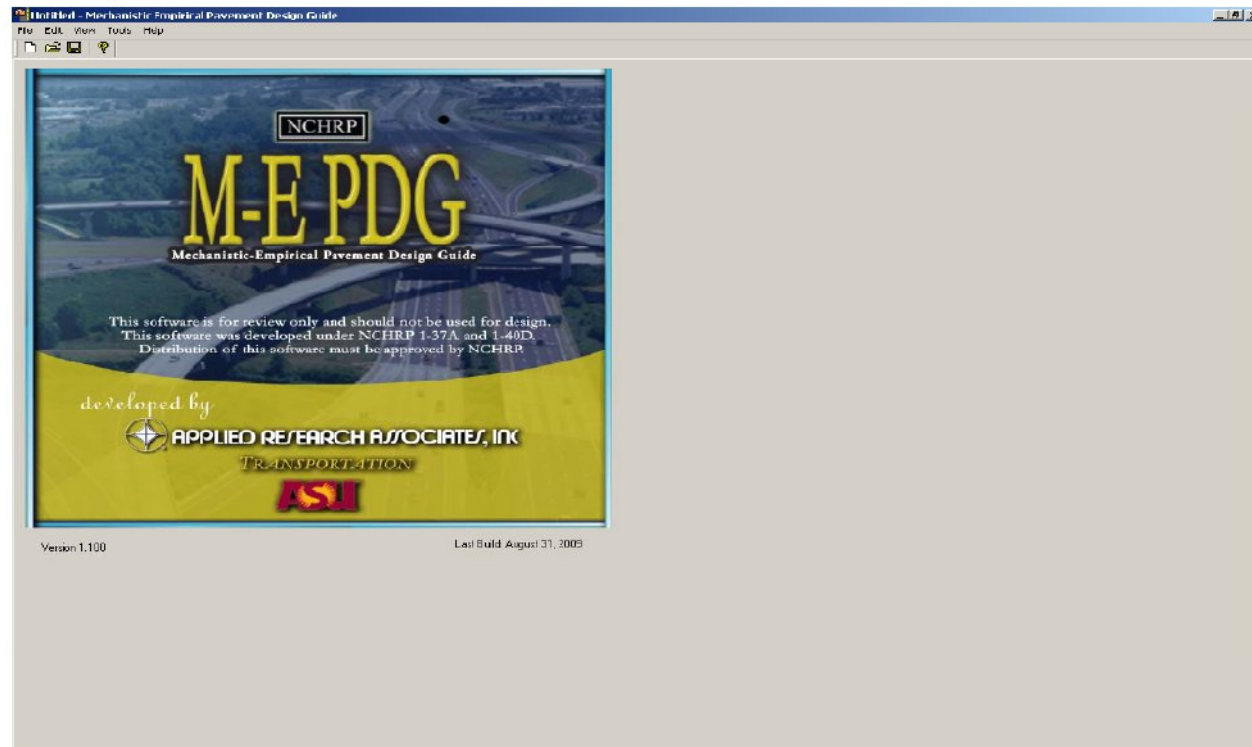 Untitled - Mechanistic Empirical Pavement Design Guide
File Edit View Tools Help
NCHRP
M-E PDG
Mechanistic-Empirical Pavement Design Guide
This software is for review only and should not be used for design.
This software was developed under NCHRP 1-37A and 1-40D.
Distribution of this software must be approved by NCHRP.
developed by
APPLIED RESEARCH ASSOCIATES, INC
TRANSPORTATION
ASU
Version 1.100
Last Build: August 31, 2009